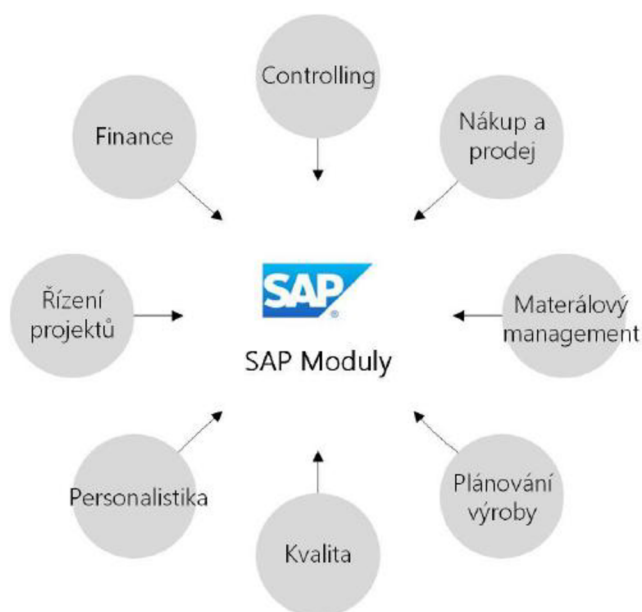 Controlling
Nákup a
prodej
Finance
Řízení
projektů
SAP
®
SAP Moduly
Materálový
management
Personalistika
Plánování
výroby
Kvalita